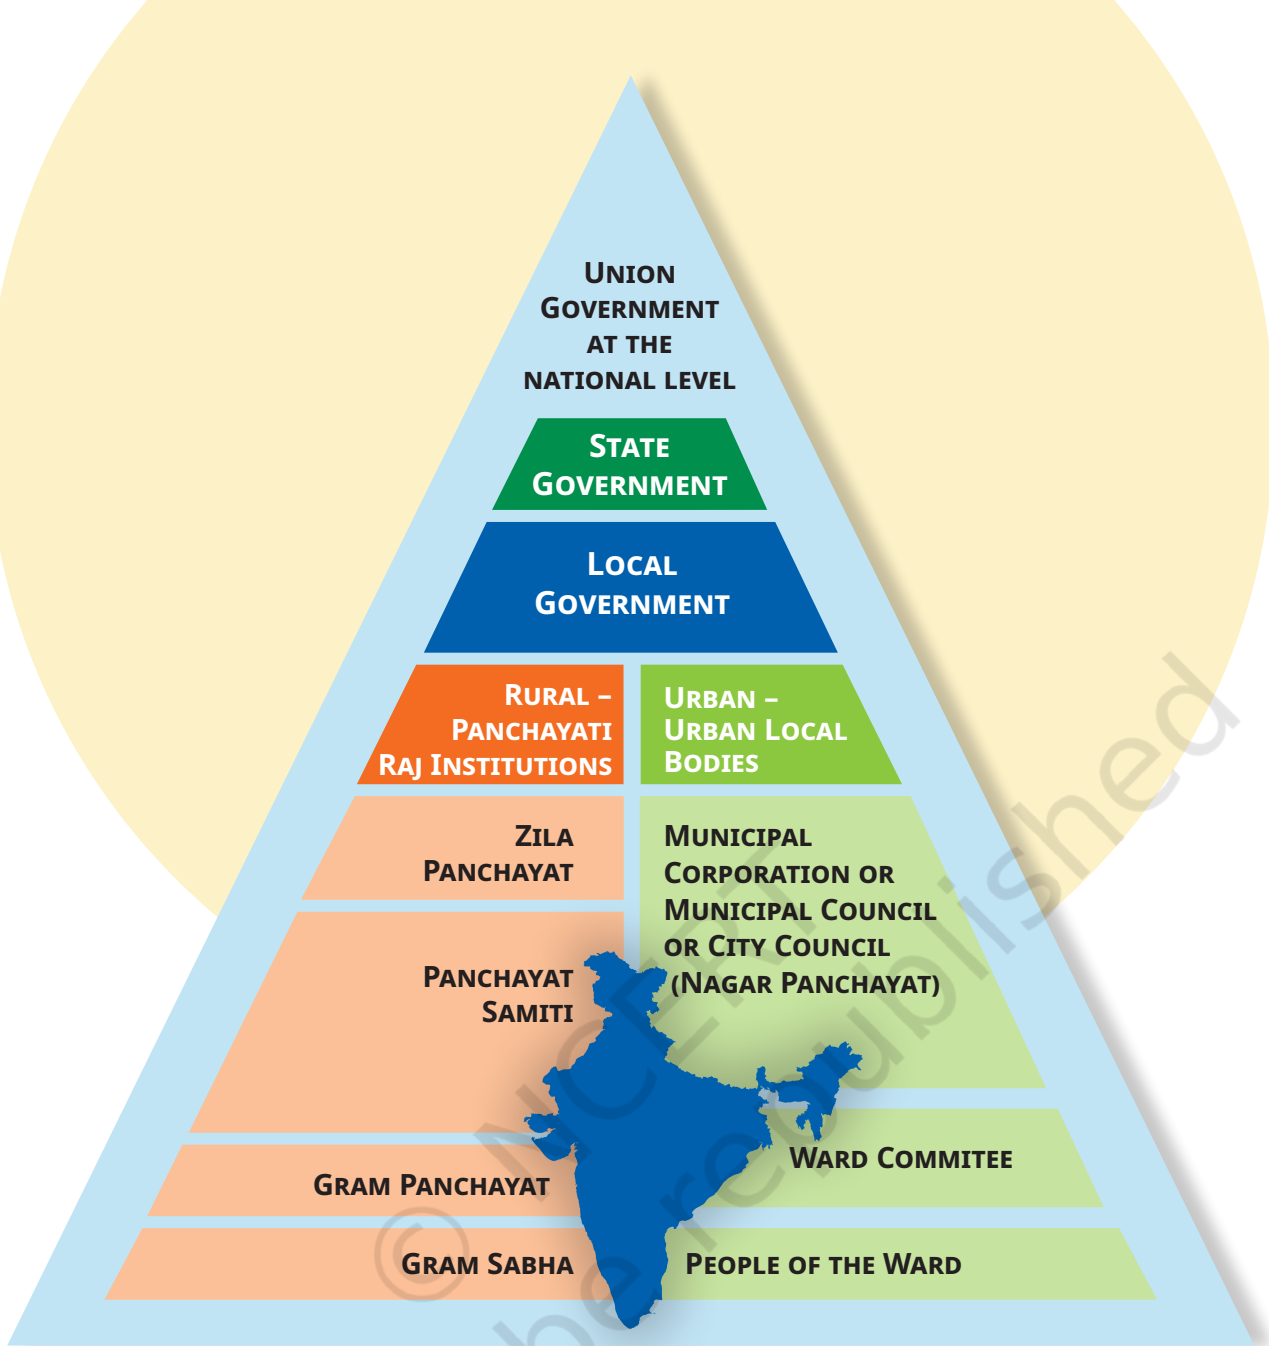 Union
Government
at the
national level
State
Government
Local
Government
Rural –
Panchayati
Raj Institutions
Urban –
Urban Local
Bodies
Zila
Panchayat
Panchayat
Samiti
Gram Panchayat
Gram Sabha
Municipal
Corporation or
Municipal Council
or City Council
(Nagar Panchayat)
Ward Commitee
People of the Ward
© NCERT
be republished